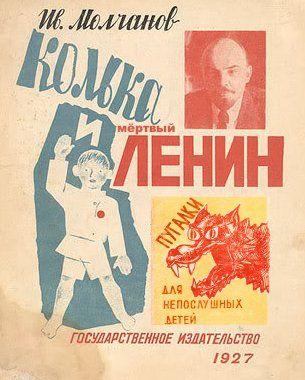 Ив. Молчанов
КОЛЬКА
И
мёртвый
ЛЕНИН
ПУГАЛКИ
ДЛЯ
НЕПОСЛУШНЫХ
ДЕТЕЙ
ГОСУДАРСТВЕННОЕ ИЗДАТЕЛЬСТВО
1927